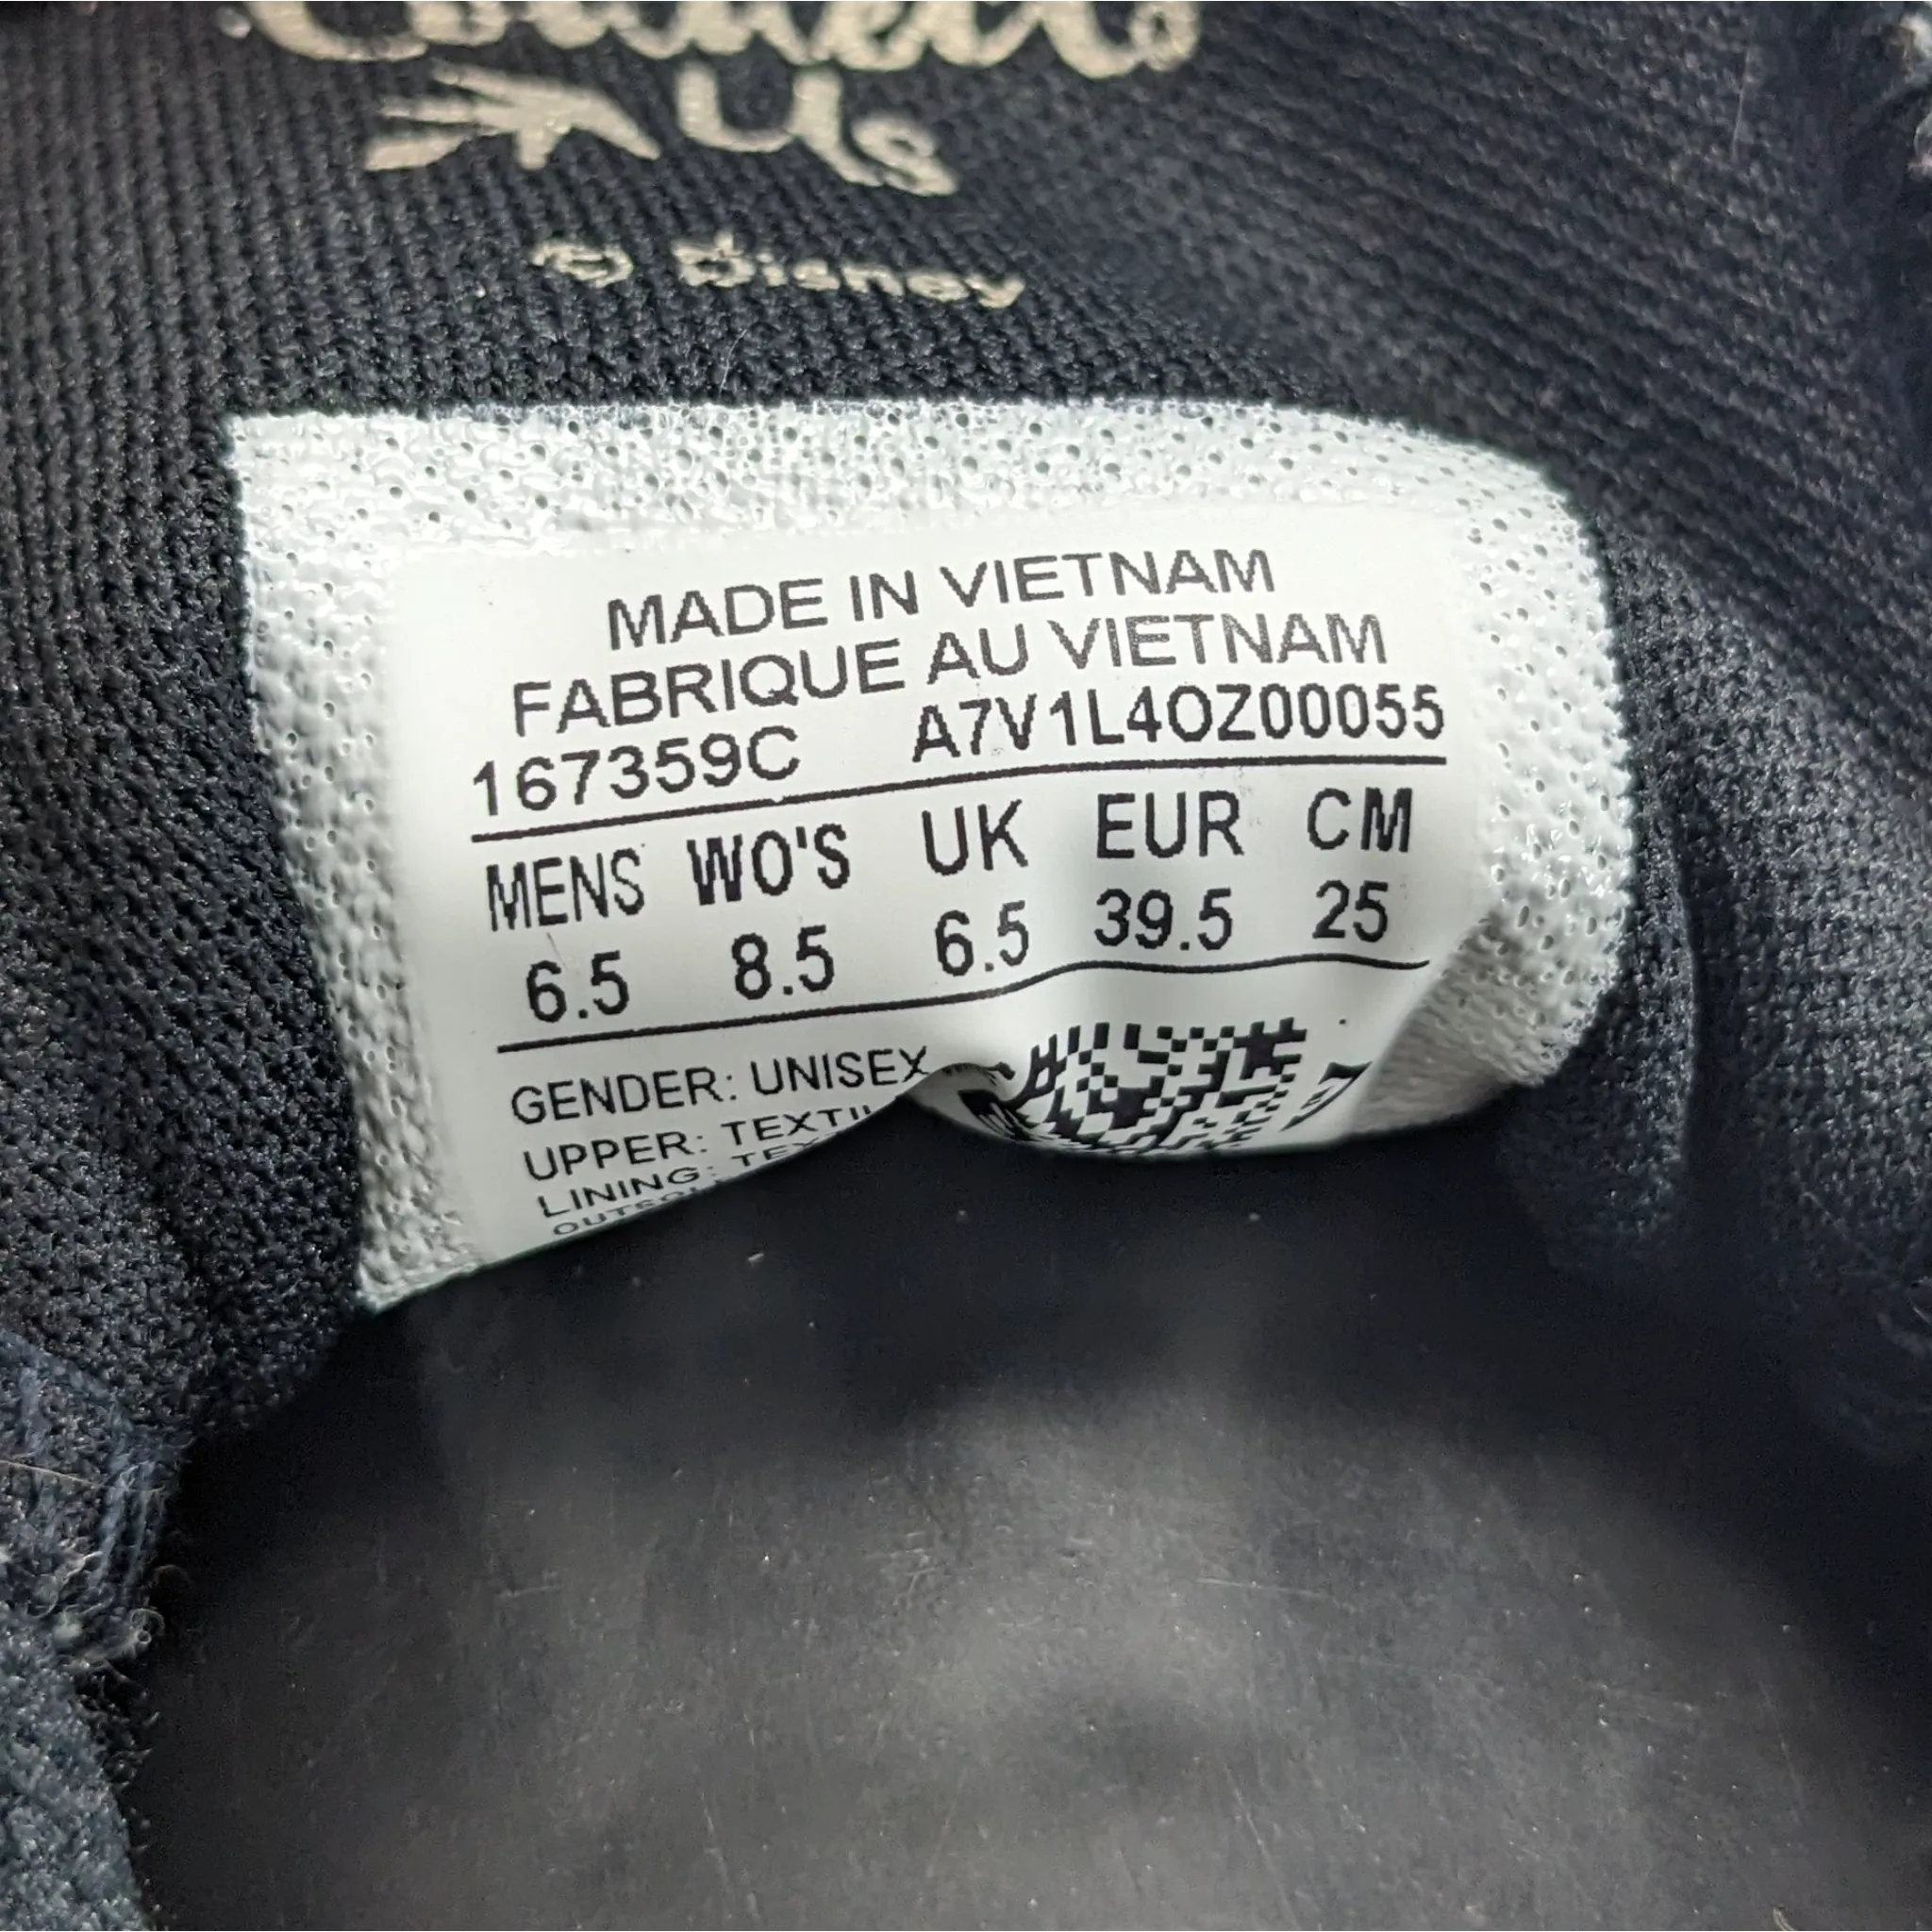 Us
© Disney
MADE IN VIETNAM
FABRIQUE AU VIETNAM
167359C A7V1L4OZ00055
MENS WO'S UK EUR CM
6.5 8.5 6.5 39.5 25
GENDER: UNISEX
UPPER:
LINING: